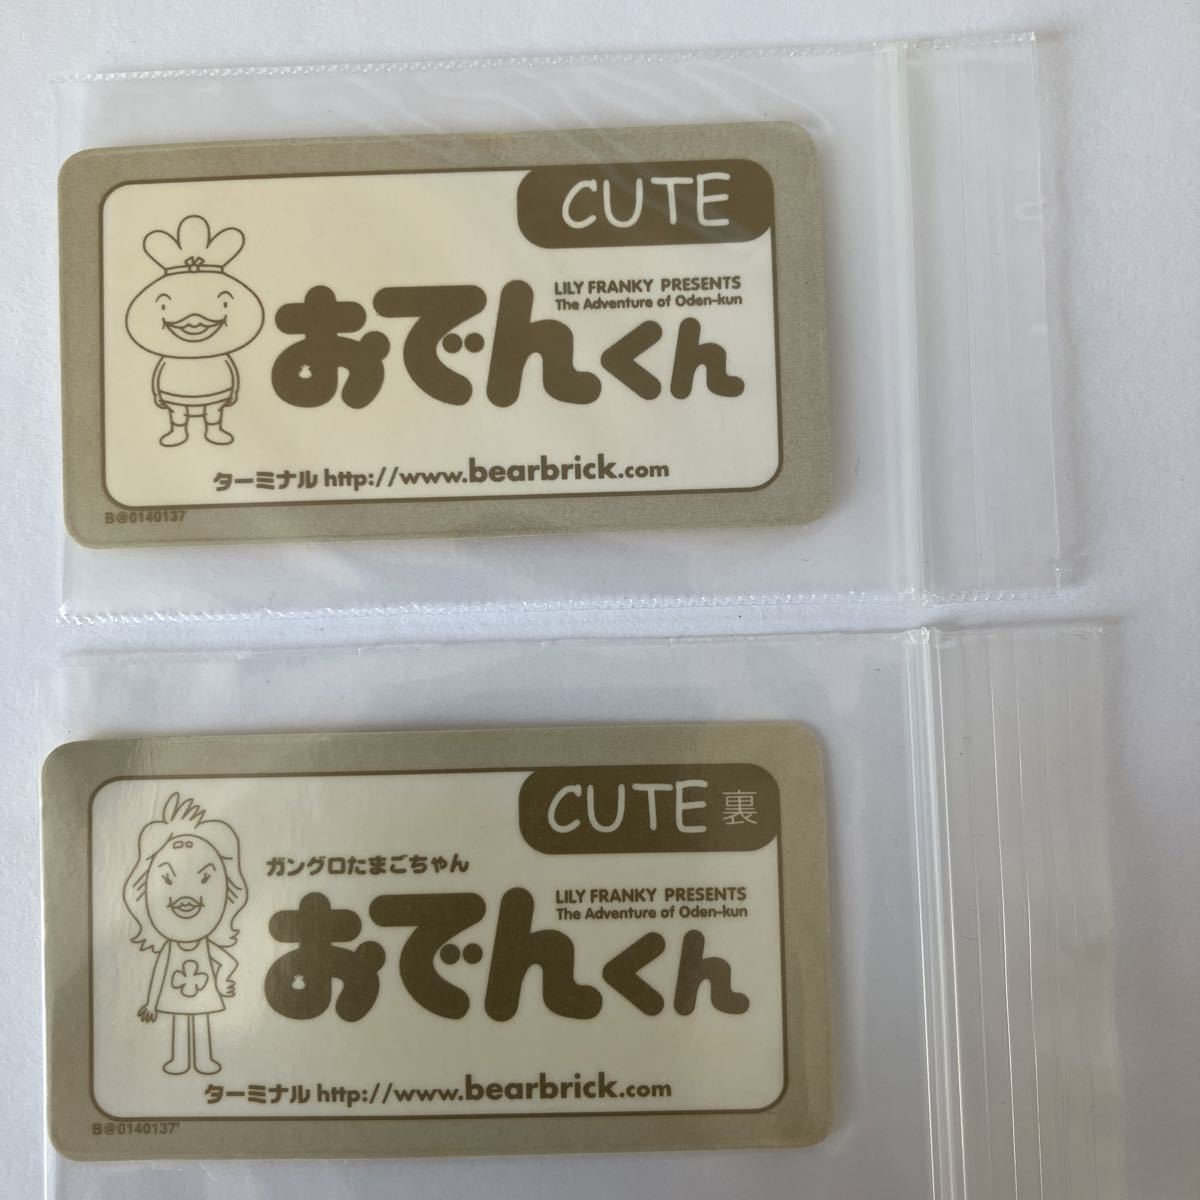 CUTE
LILY FRANKY PRESENTS
The Adventure of Oden-kun
おでんくん
ターミナル http://www.bearbrick.com
B@0140137
CUTE 裏
ガングロたまごちゃん
LILY FRANKY PRESENTS
The Adventure of Oden-kun
おでんくん
ターミナル http://www.bearbrick.com
B@0140137'